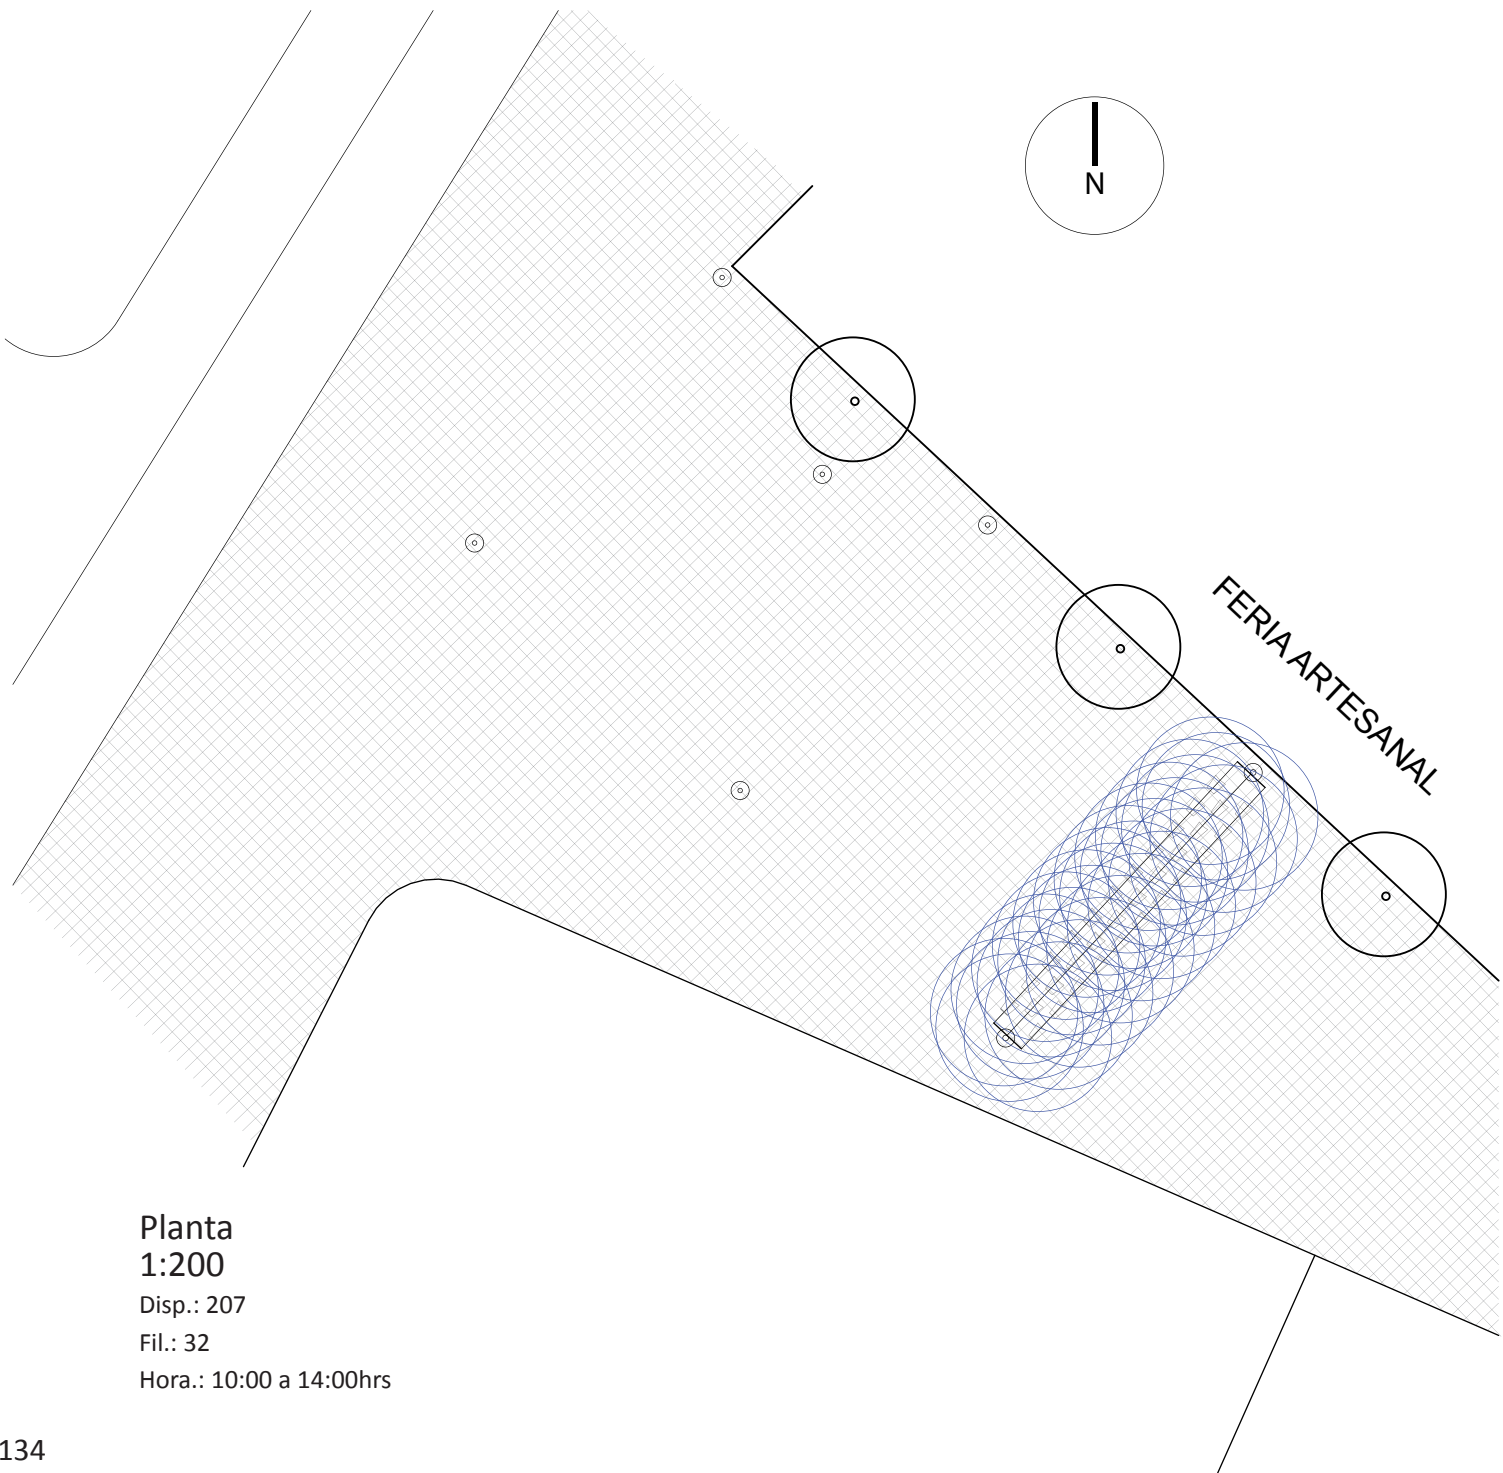 N
FERIA ARTESANAL
Planta
1:200
Disp.: 207
Fil.: 32
Hora.: 10:00 a 14:00hrs
134